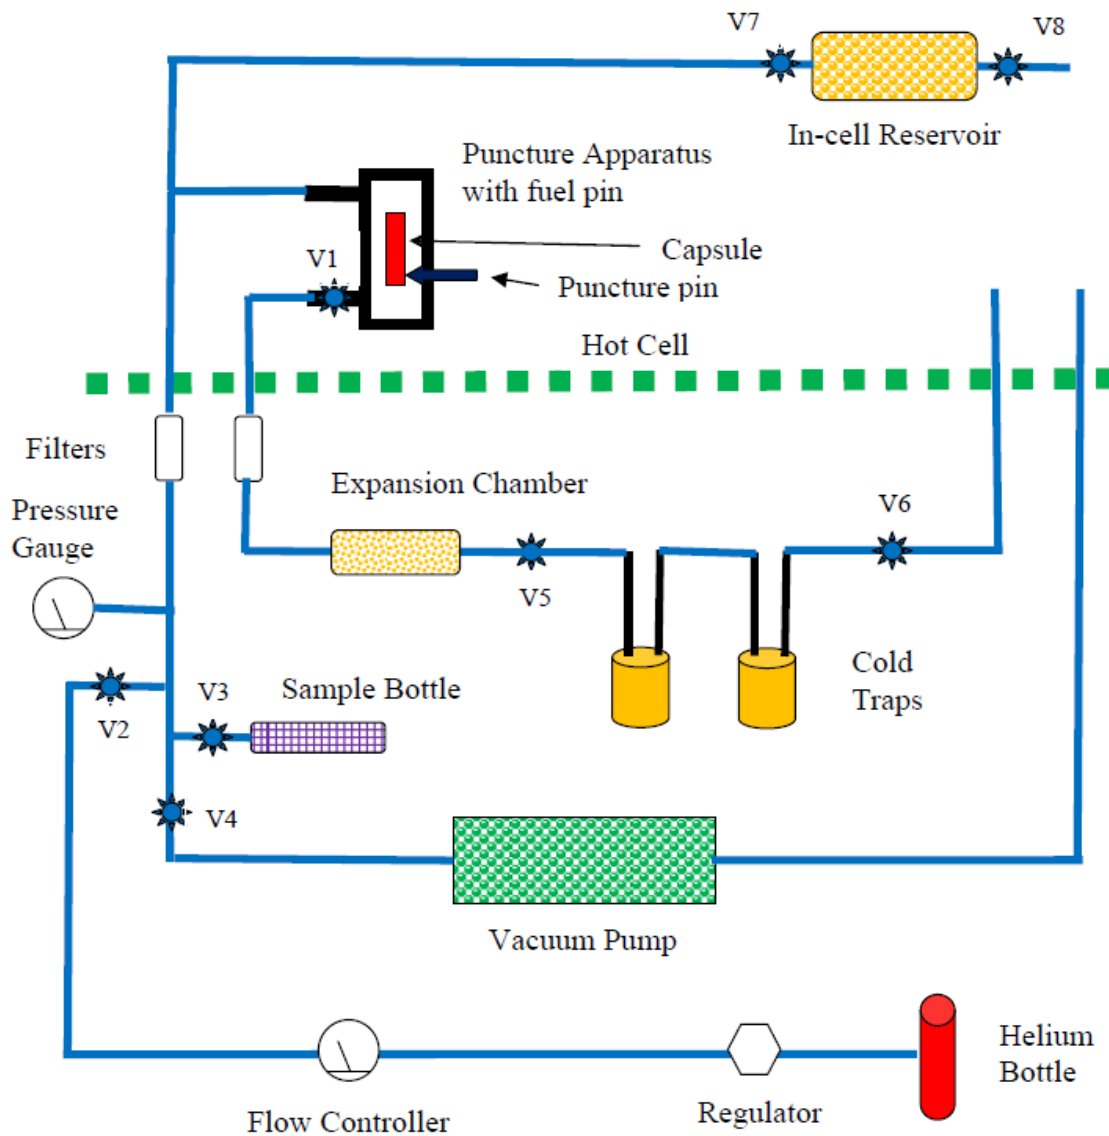 V7
V8
In-cell Reservoir
Puncture Apparatus
with fuel pin
Capsule
V1
Puncture pin
Hot Cell
Filters
Expansion Chamber
Pressure
Gauge
V6
V5
Cold
Traps
Sample Bottle
V3
V2
V4
Vacuum Pump
Helium
Bottle
Regulator
Flow Controller